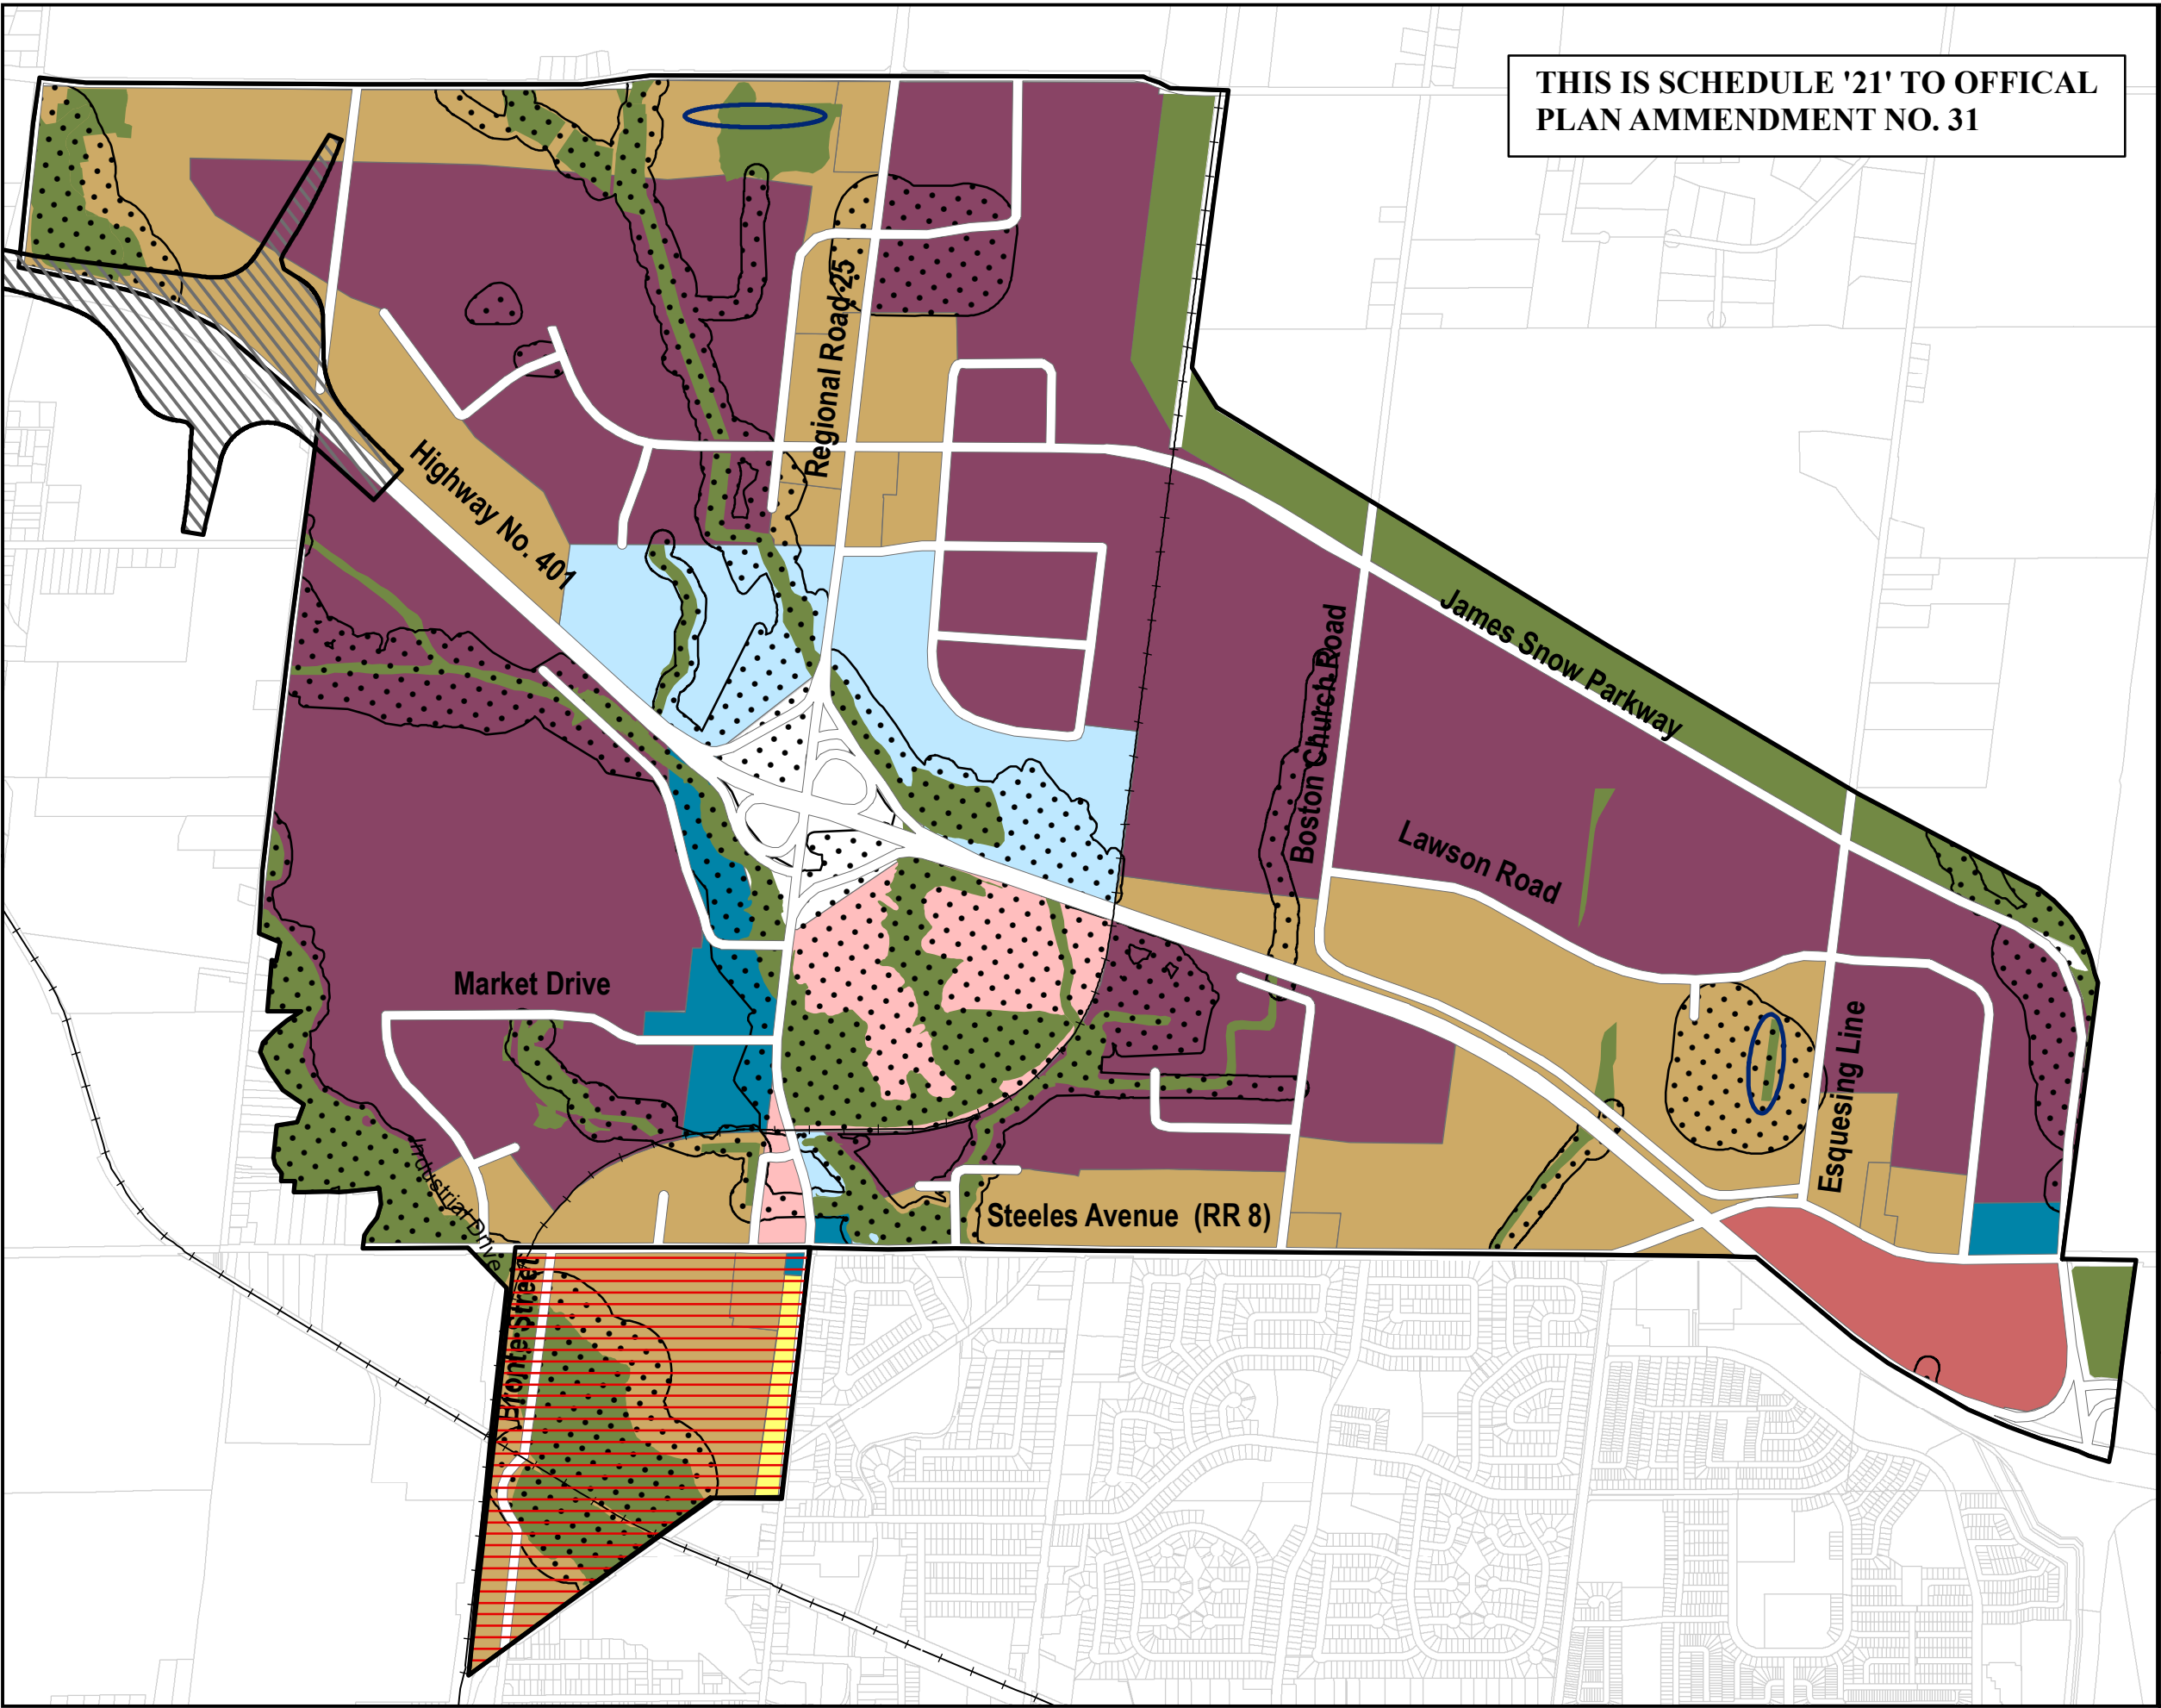 THIS IS SCHEDULE '21' TO OFFICAL
PLAN AMMENDMENT NO. 31
Regional Road 25
Highway No. 401
James Snow Parkway
Boston Church Road
Lawson Road
Market Drive
Esquesing Line
Industrial Drive
Steeles Avenue (RR 8)
Bronte Street